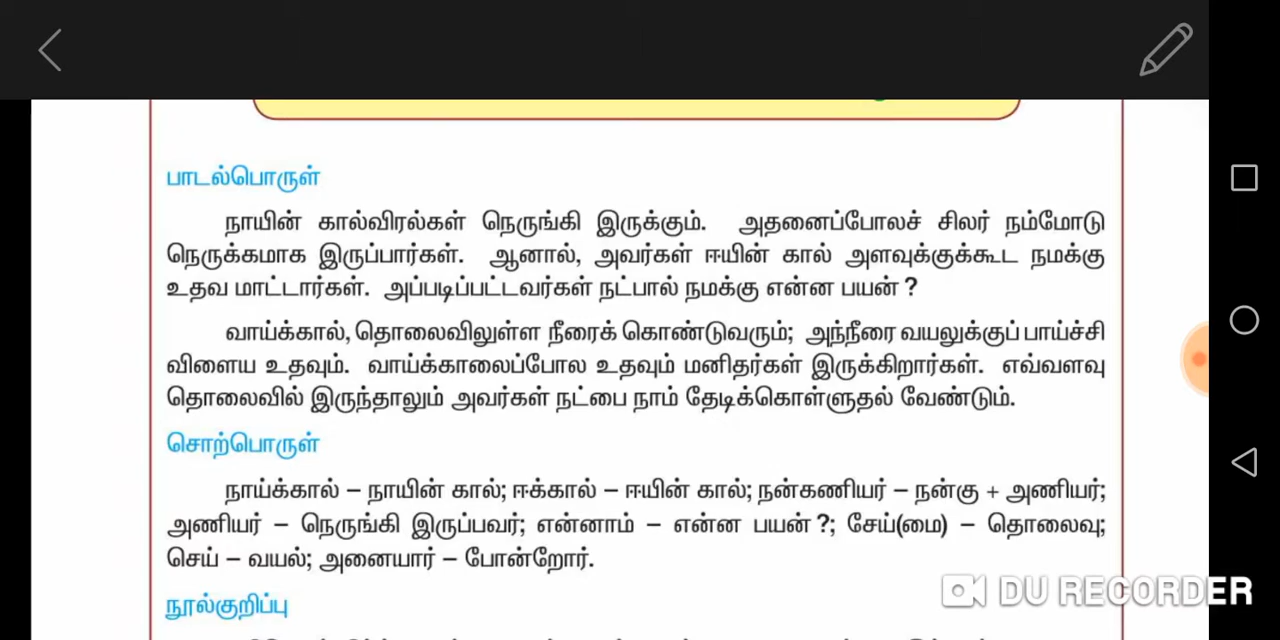 பாடல்பொருள்
நாயின் கால்விரல்கள் நெருங்கி இருக்கும். அதனைப்போலச் சிலர் நம்மோடு
நெருக்கமாக இருப்பார்கள். ஆனால், அவர்கள் ஈயின் கால் அளவுக்குக்கூட நமக்கு
உதவ மாட்டார்கள். அப்படிப்பட்டவர்கள் நட்பால் நமக்கு என்ன பயன் ?
வாய்க்கால், தொலைவிலுள்ள நீரைக் கொண்டுவரும்; அந்நீரை வயலுக்குப் பாய்ச்சி
விளைய உதவும். வாய்க்காலைப்போல உதவும் மனிதர்கள் இருக்கிறார்கள். எவ்வளவு
தொலைவில் இருந்தாலும் அவர்கள் நட்பை நாம் தேடிக்கொள்ளுதல் வேண்டும்.
சொற்பொருள்
நாய்க்கால் – நாயின் கால்; ஈக்கால் – ஈயின் கால்; நன்கணியர் – நன்கு + அணியர்;
அணியர் – நெருங்கி இருப்பவர்; என்னாம் – என்ன பயன் ?; சேய்(மை) – தொலைவு;
செய் – வயல்; அனையார் – போன்றோர்.
DU RECORDER
நூல்குறிப்பு